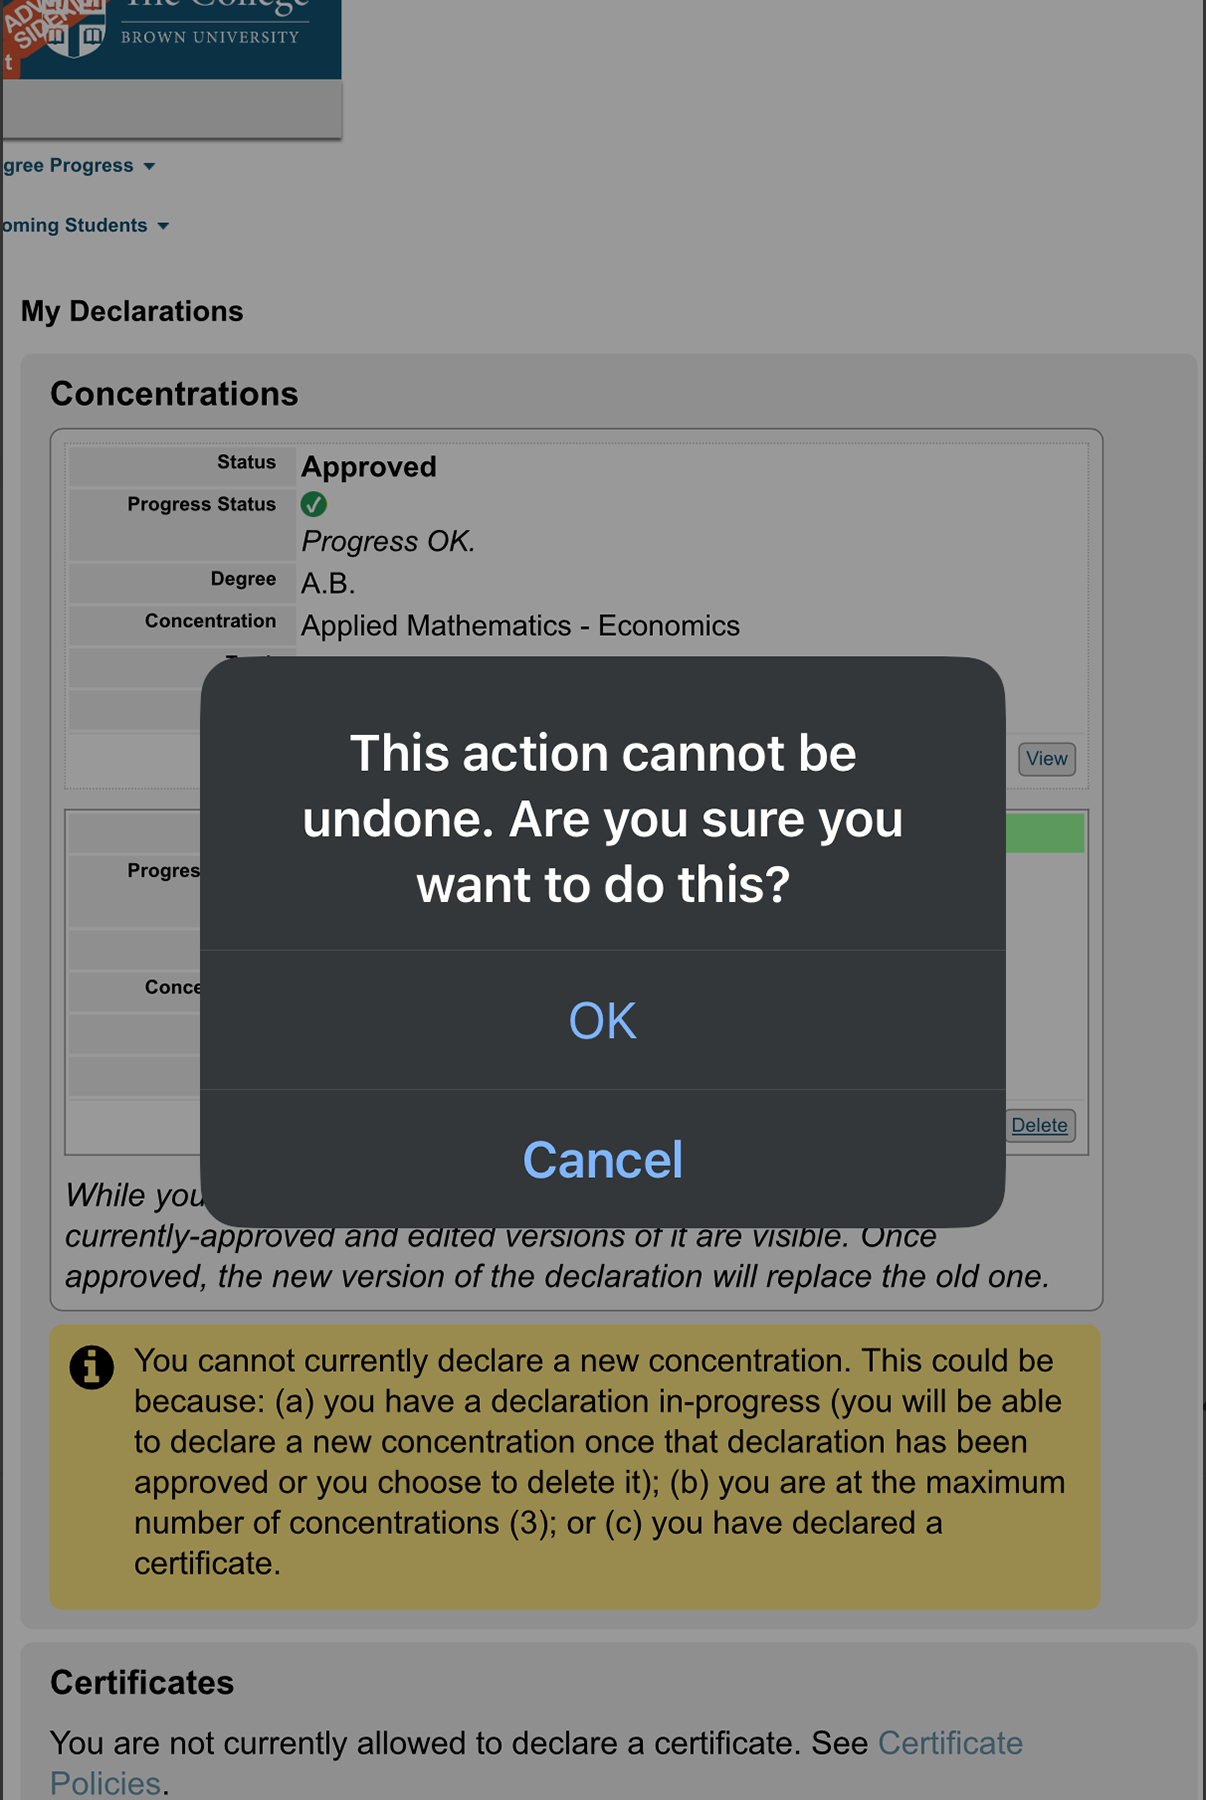 ADV
SIDEKI
t
The College
BROWN UNIVERSITY
gree Progress
oming Students
My Declarations
Concentrations
Status Approved
Progress Status
Progress OK.
Degree A.B.
Concentration Applied Mathematics - Economics
This action cannot be
undone. Are you sure you
want to do this?
View
Progres
OK
Conce
Delete
Cancel
While you
currently-approved and edited versions of it are visible. Once
approved, the new version of the declaration will replace the old one.
You cannot currently declare a new concentration. This could be
because: (a) you have a declaration in-progress (you will be able
to declare a new concentration once that declaration has been
approved or you choose to delete it); (b) you are at the maximum
number of concentrations (3); or (c) you have declared a
certificate.
Certificates
You are not currently allowed to declare a certificate. See Certificate
Policies.